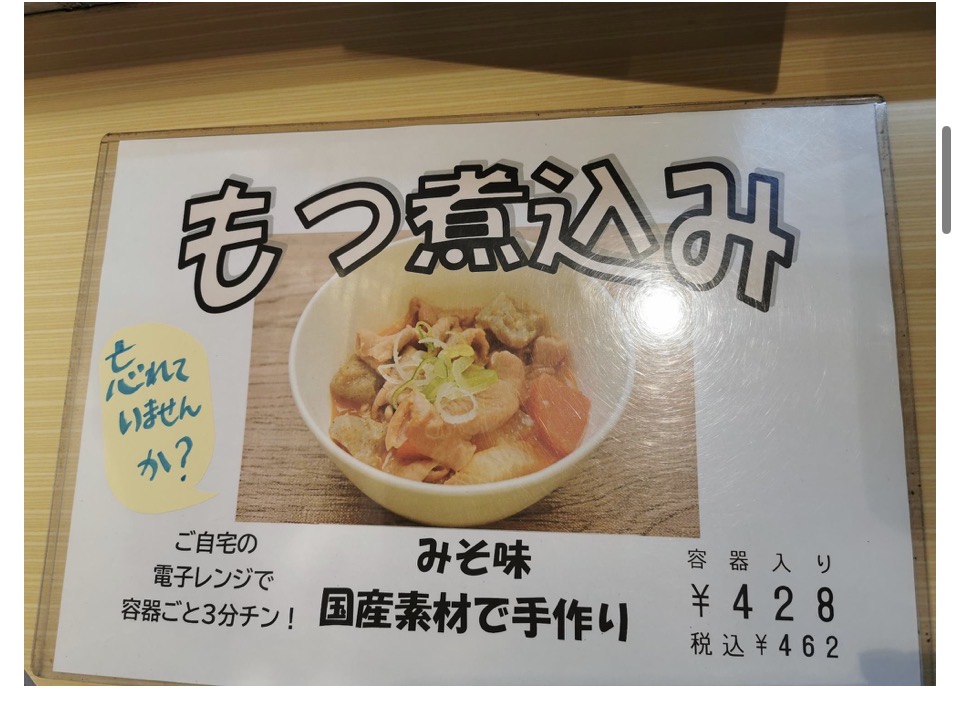 もつ煮込み
忘れて
いません
か?
ご自宅の
電子レンジで
容器ごと3分チン!
みそ味
国産素材で手作り
容器入り
¥428
税込¥462